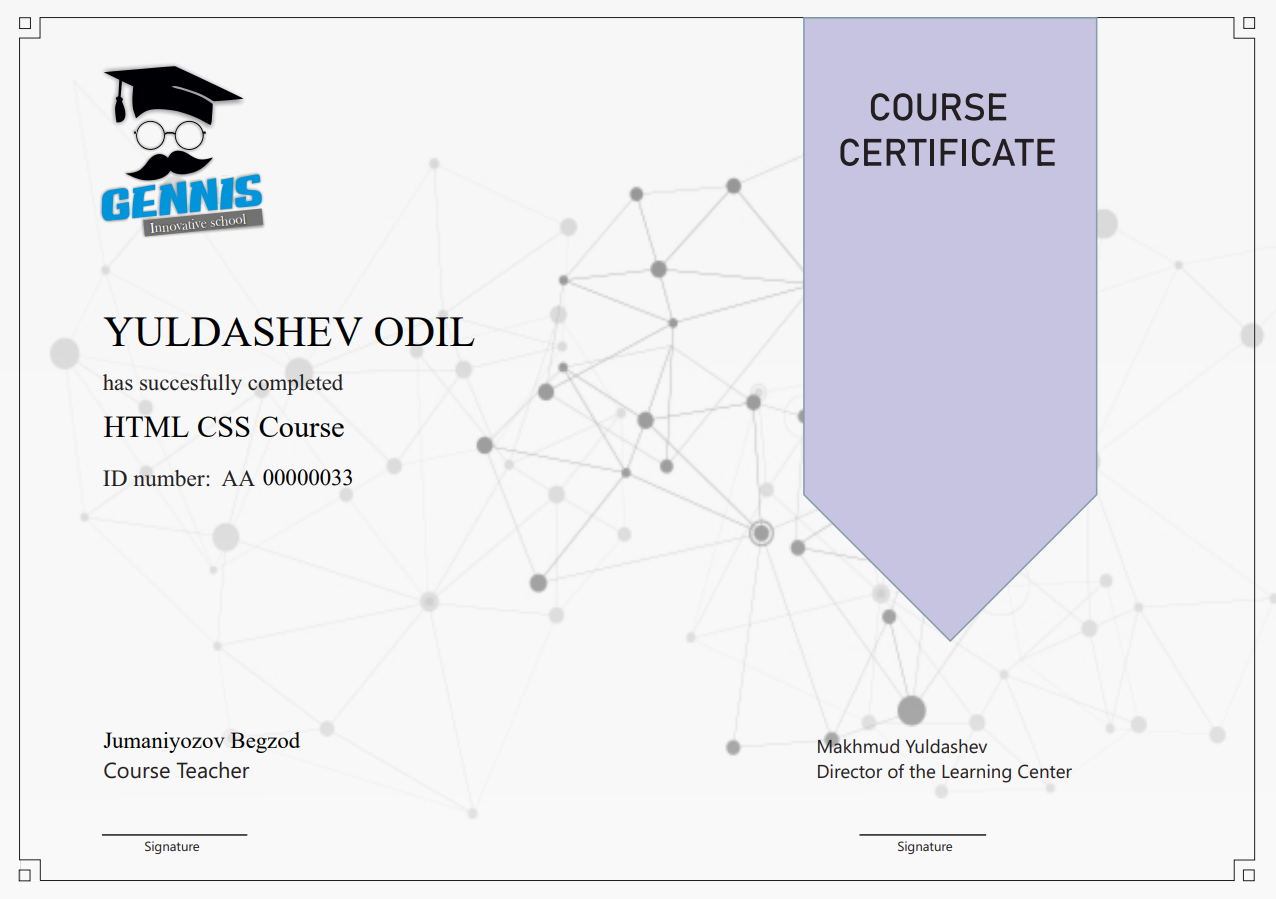 GENNIS
Innovative school
COURSE
CERTIFICATE
YULDASHEV ODIL
has succesfully completed
HTML CSS Course
ID number: AA 00000033
Jumaniyozov Begzod
Course Teacher
Signature
Makhmud Yuldashev
Director of the Learning Center
Signature